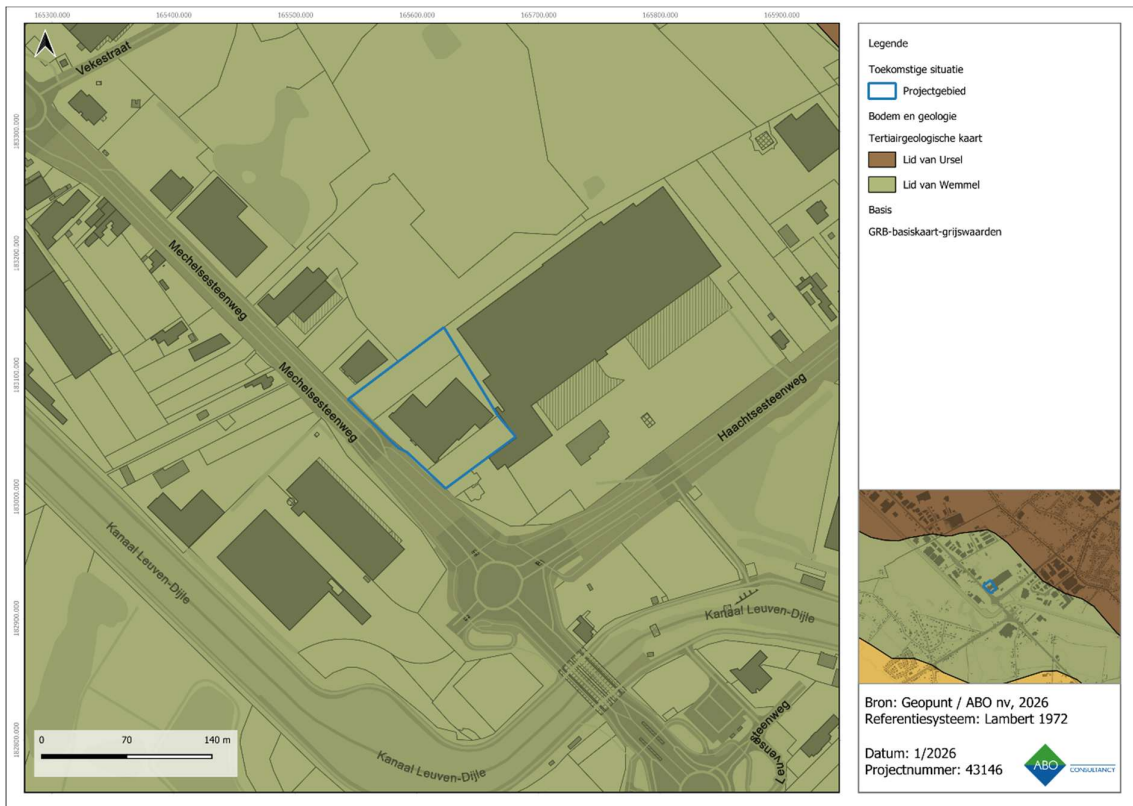 165300.000 165400.000 165500.000 165600.000 165700.000 165800.000 165900.000
183300.000
183200.000
183100.000
183000.000
182900.000
182800.000
Vekestraat
Mechelsesteenweg
Mechelsesteenweg
Haachtsesteenweg
Kanaal Leuven-Dijle
Kanaal Leuven-Dijle
Kanaal Leuven-Dijle
Leuvensesteenweg
0 70 140 m
Legende
Toekomstige situatie
Projectgebied
Bodem en geologie
Tertiairgeologische kaart
Lid van Ursel
Lid van Wemmel
Basis
GRB-basiskaart-grijswaarden
Bron: Geopunt / ABO nv, 2026
Referentiesysteem: Lambert 1972
Datum: 1/2026
Projectnummer: 43146
ABO
CONSULTANCY